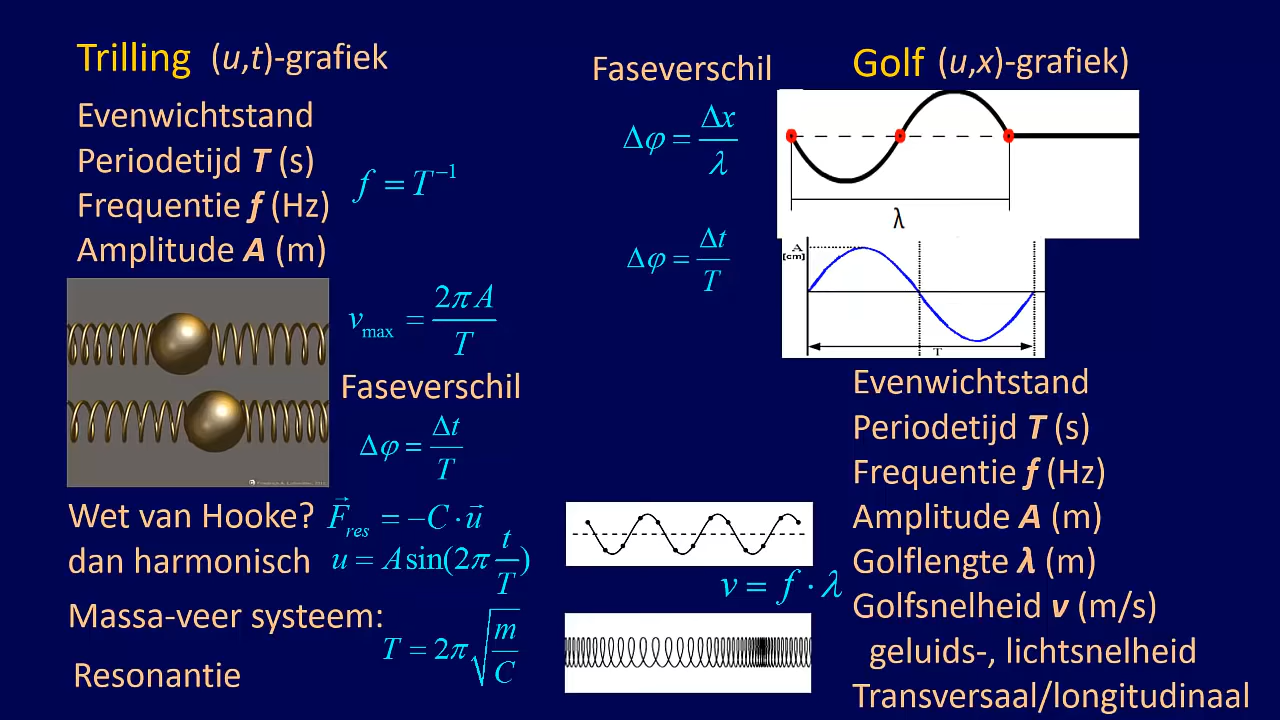 Trilling (u,t)-grafiek
Evenwichtstand
Periodetijd T (s)
Frequentie f (Hz)
Amplitude A (m)
f = T⁻¹
v_max = 2πA / T
Faseverschil
Δφ = Δt / T
Wet van Hooke? F⃗_res = −C · u⃗
dan harmonisch u = A sin(2π t/T)
Massa-veer systeem:
T = 2π√(m/C)
Resonantie
Faseverschil
Δφ = Δx / λ
Δφ = Δt / T
v = f · λ
Golf (u,x)-grafiek)
λ
A
[cm]
T
Evenwichtstand
Periodetijd T (s)
Frequentie f (Hz)
Amplitude A (m)
Golflengte λ (m)
Golfsnelheid v (m/s)
geluids-, lichtsnelheid
Transversaal/longitudinaal